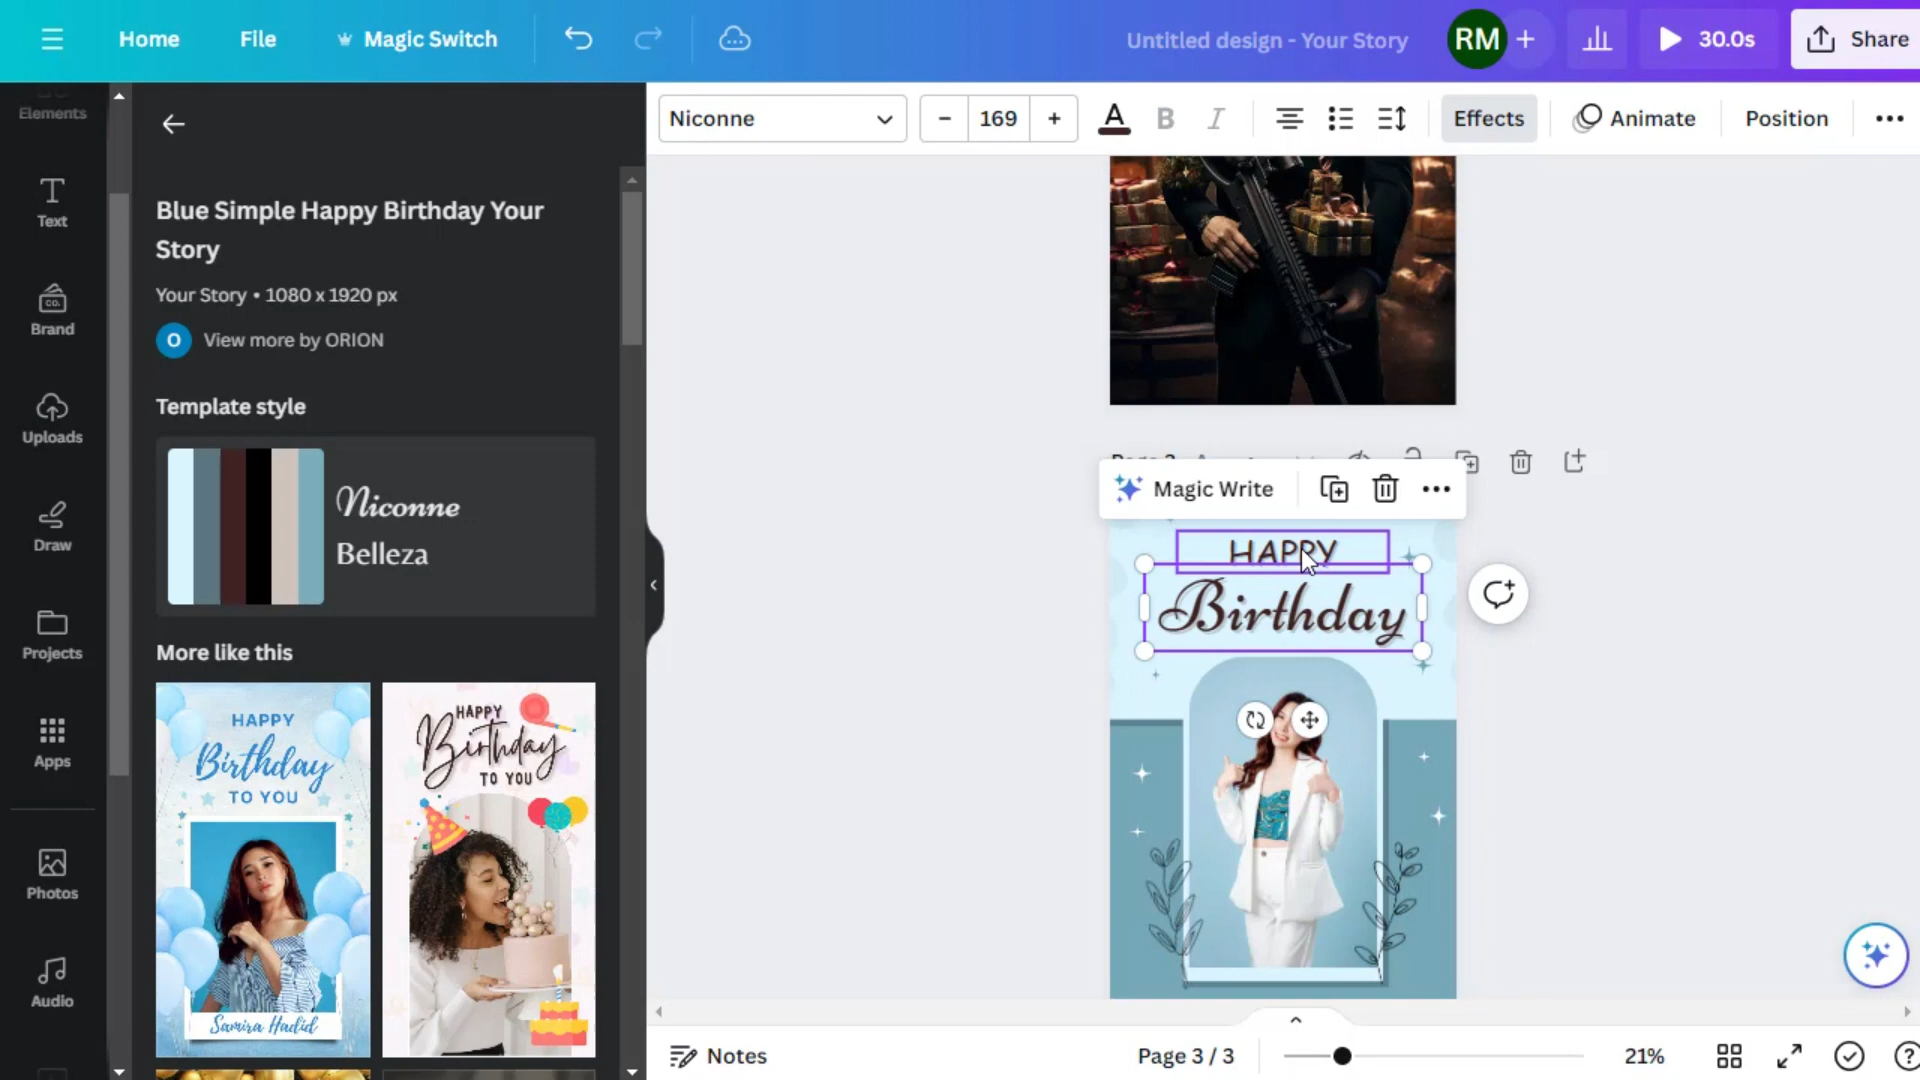 Home
File
Magic Switch
Untitled design - Your Story
RM
+
30.0s
Share
Elements
Text
CO.
Brand
Uploads
Draw
Projects
Apps
Photos
Audio
Blue Simple Happy Birthday Your
Story
Your Story • 1080 x 1920 px
O
View more by ORION
Template style
Niconne
Belleza
More like this
HAPPY
Birthday
TO YOU
Samira Hadid
HAPPY
Birthday
TO YOU
Niconne
− 169 +
A
B
I
Effects
Animate
Position
Magic Write
HAPPY
Birthday
Notes
Page 3 / 3
21%
?